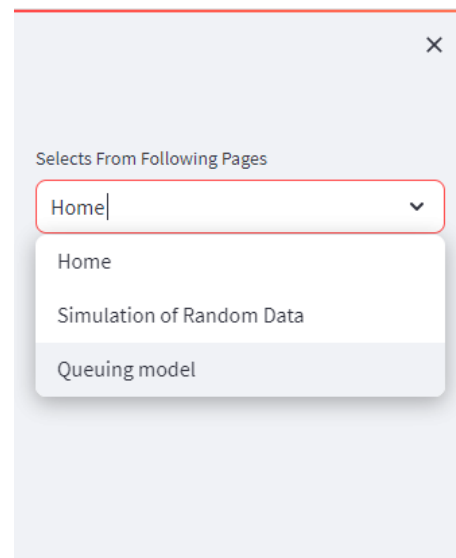 Selects From Following Pages
Home
Home
Simulation of Random Data
Queuing model